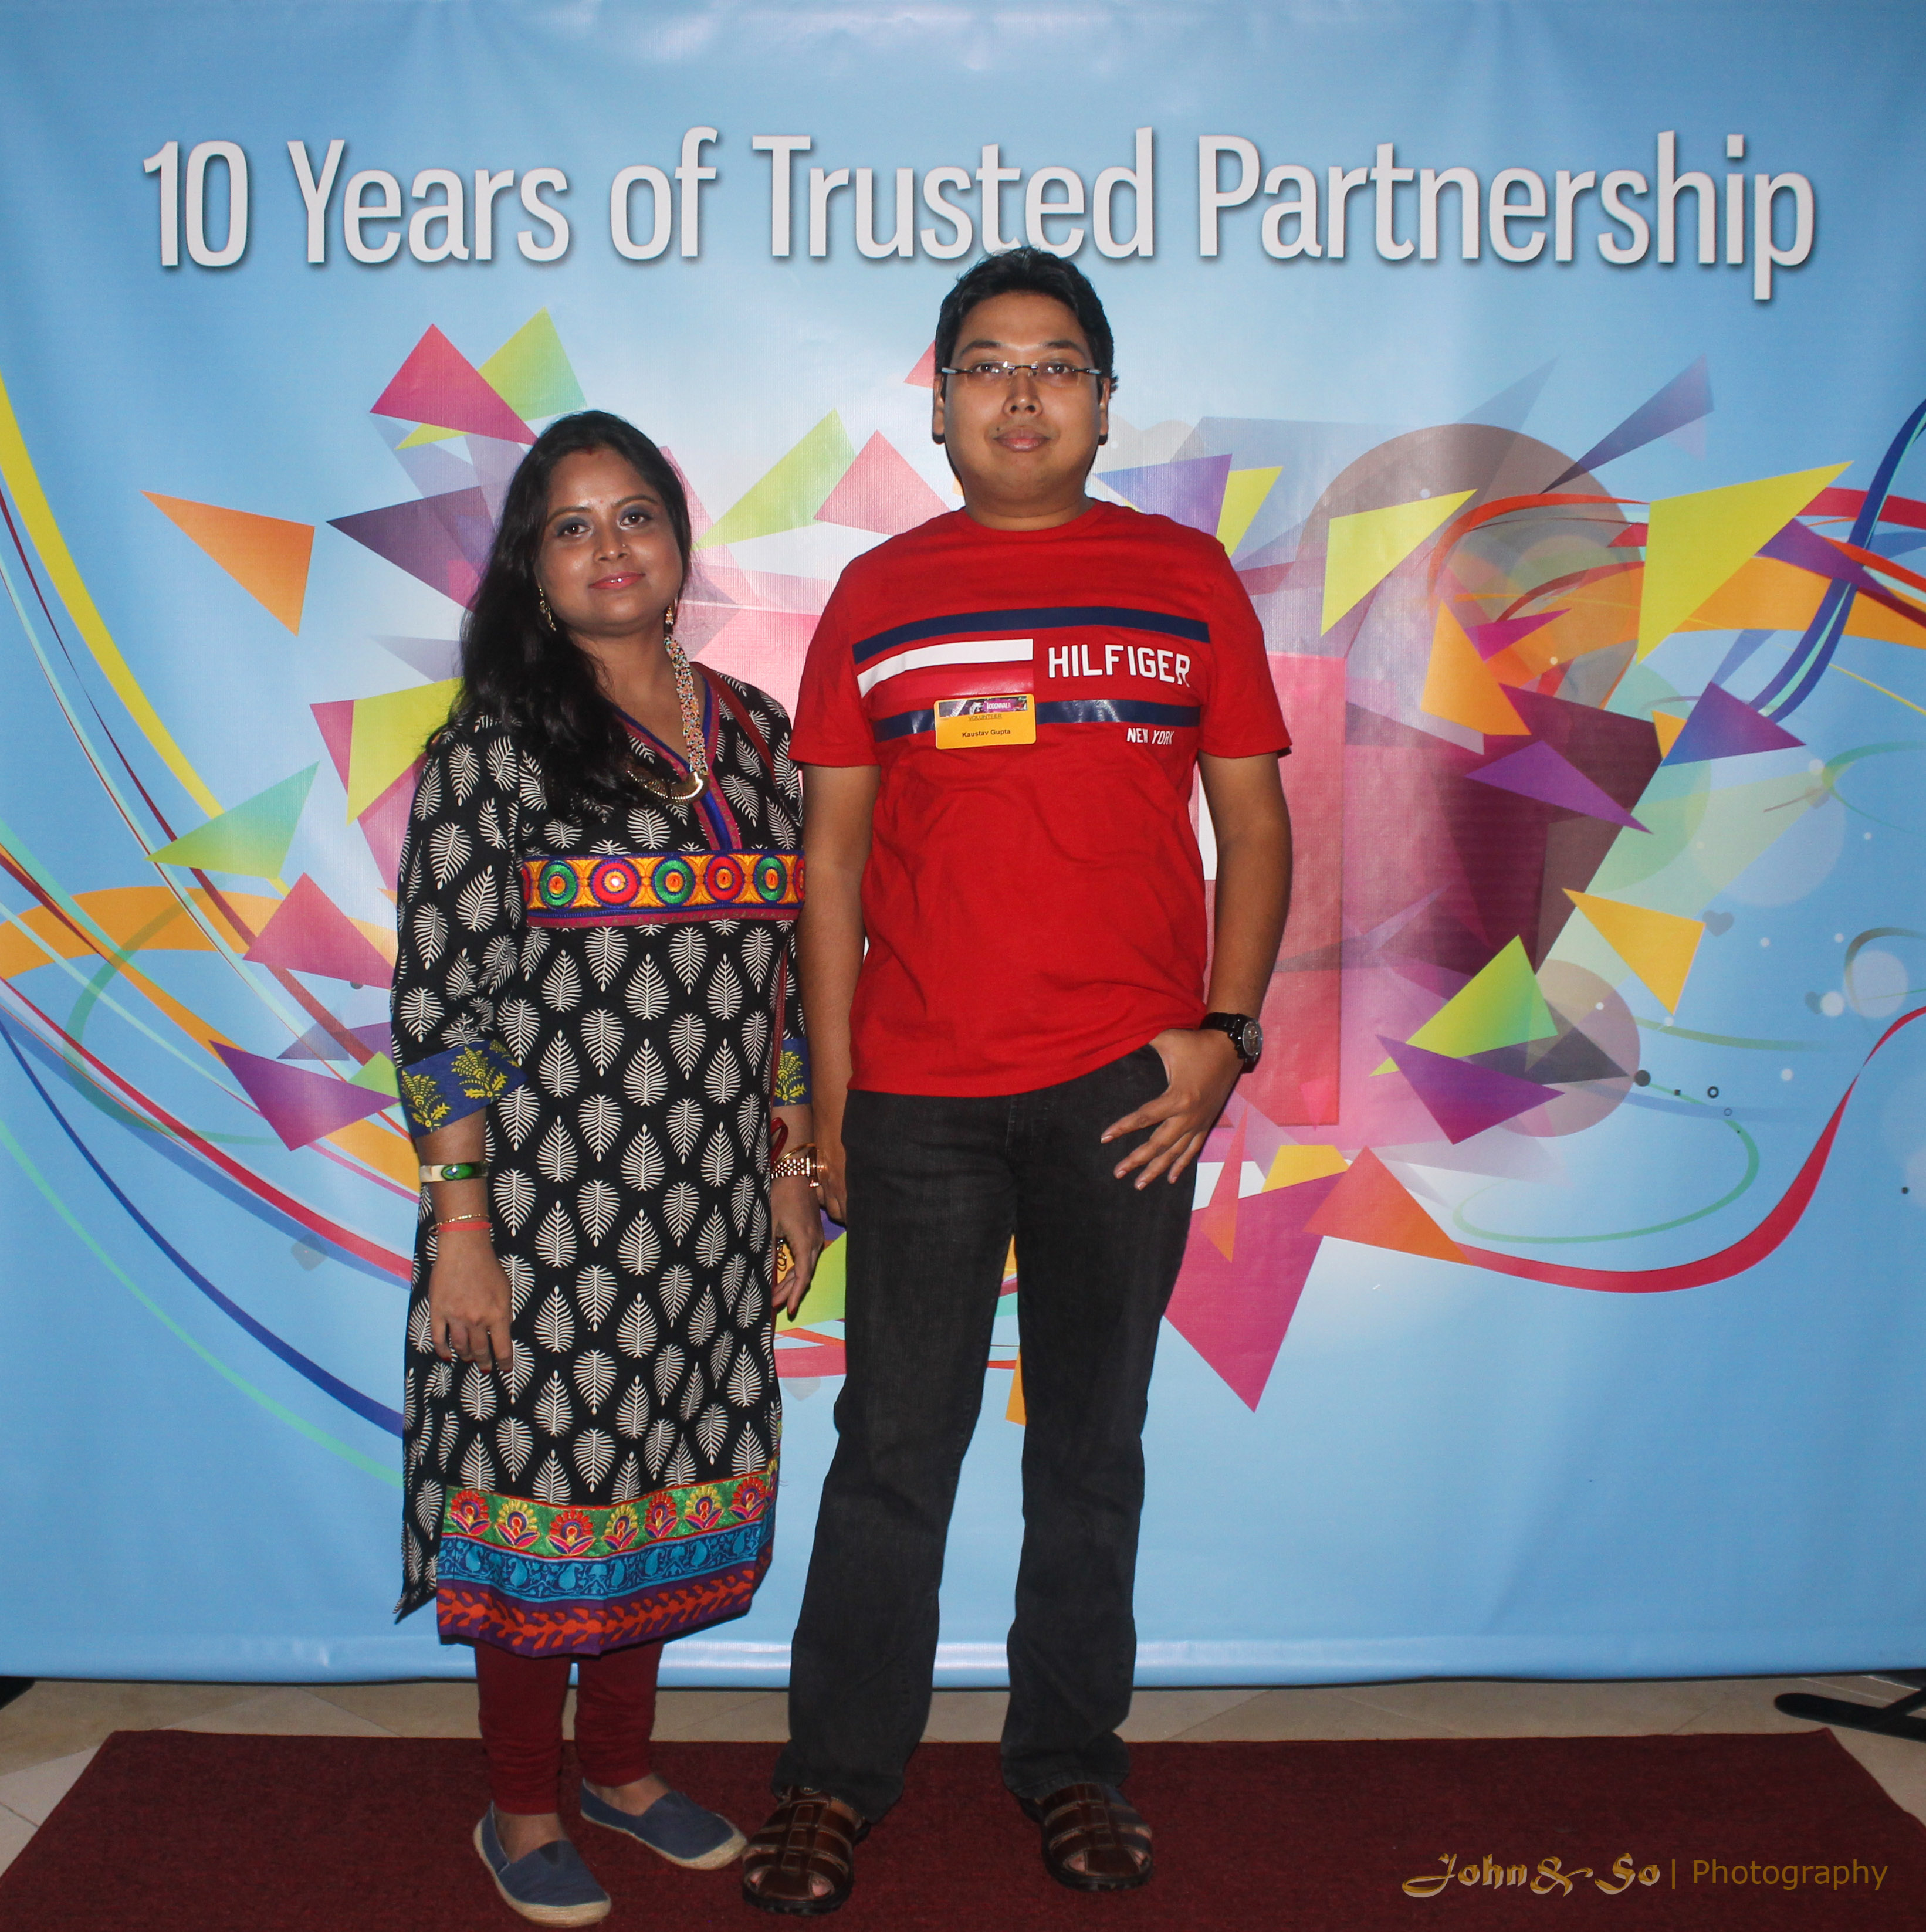 10 Years of Trusted Partnership
HILFIGER
VOLUNTEER
Kaustav Gupta
NEW YORK
John & So | Photography